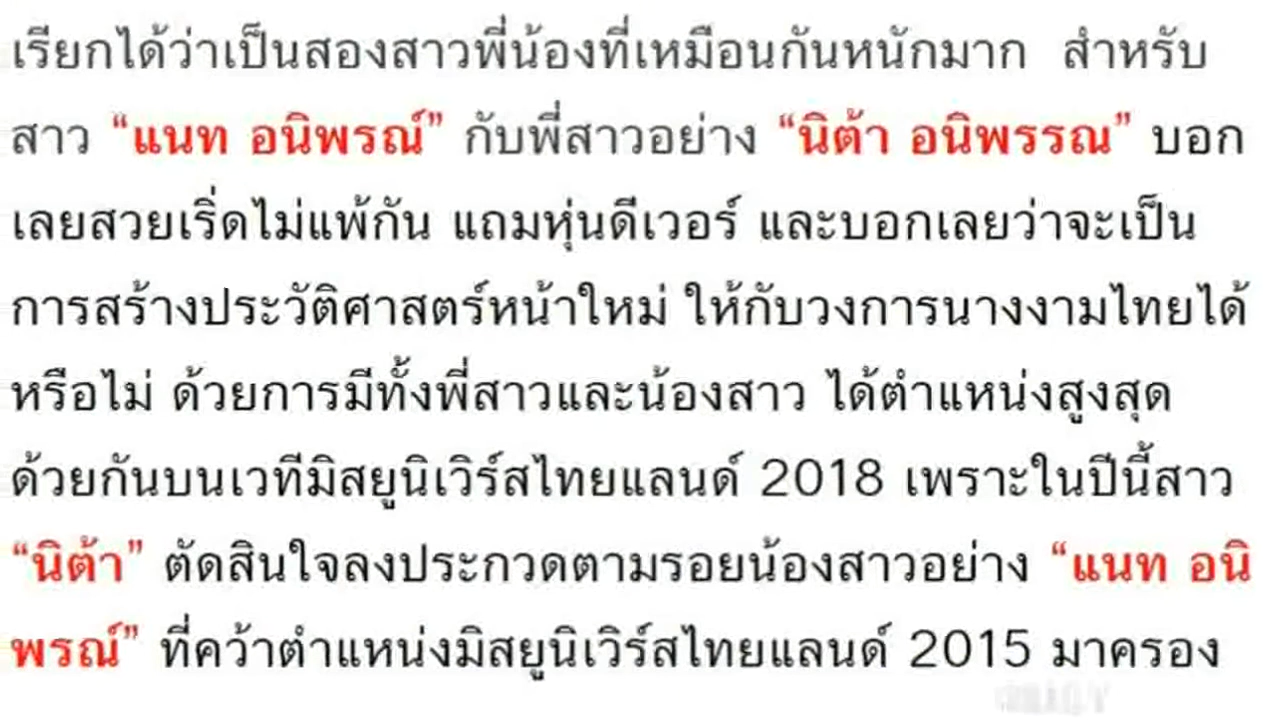 เรียกได้ว่าเป็นสองสาวพี่น้องที่เหมือนกันหนักมาก สำหรับ
สาว “แนท อนิพรณ์” กับพี่สาวอย่าง “นิต้า อนิพรรณ” บอก
เลยสวยเริ่ดไม่แพ้กัน แถมหุ่นดีเวอร์ และบอกเลยว่าจะเป็น
การสร้างประวัติศาสตร์หน้าใหม่ ให้กับวงการนางงามไทยได้
หรือไม่ ด้วยการมีทั้งพี่สาวและน้องสาว ได้ตำแหน่งสูงสุด
ด้วยกันบนเวทีมิสยูนิเวิร์สไทยแลนด์ 2018 เพราะในปีนี้สาว
“นิต้า” ตัดสินใจลงประกวดตามรอยน้องสาวอย่าง “แนท อนิ
พรณ์” ที่คว้าตำแหน่งมิสยูนิเวิร์สไทยแลนด์ 2015 มาครอง